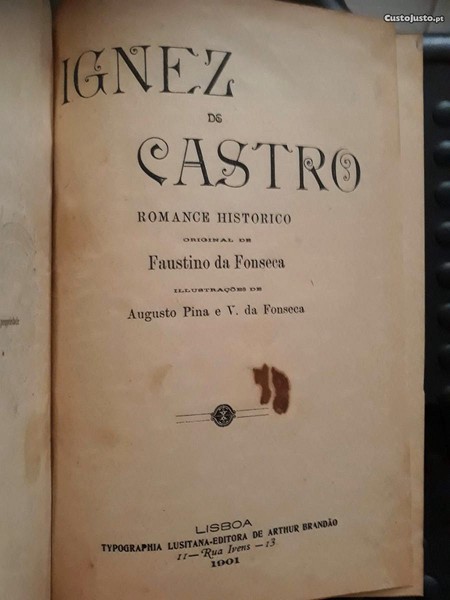 CustoJusto.pt
IGNEZ
DE
CASTRO
ROMANCE HISTORICO
ORIGINAL DE
Faustino da Fonseca
ILLUSTRAÇÕES DE
Augusto Pina e V. da Fonseca
LISBOA
TYPOGRAPHIA LUSITANA-EDITORA DE ARTHUR BRANDÃO
11—Rua Ivens—13
1901